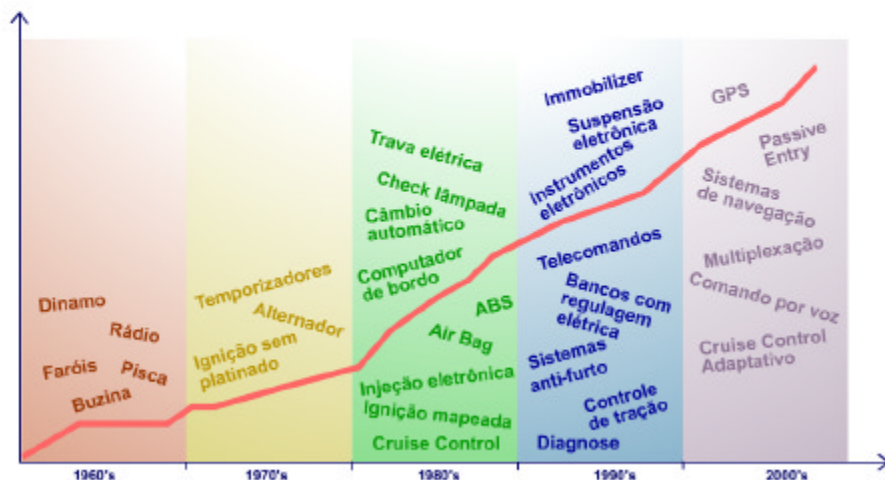 Dinamo
Rádio
Faróis
Pisca
Buzina
1960's
Temporizadores
Alternador
Ignição sem
platinado
1970's
Trava elétrica
Check lâmpada
Câmbio
automático
Computador
de bordo
ABS
Air Bag
Injeção eletrônica
Ignição mapeada
Cruise Control
1980's
Immobilizer
Suspensão
eletrônica
Instrumentos
eletrônicos
Telecomandos
Bancos com
regulagem
elétrica
Sistemas
anti-furto
Controle
de tração
Diagnose
1990's
GPS
Passive
Entry
Sistemas
de navegação
Multiplexação
Comando por voz
Cruise Control
Adaptativo
2000's